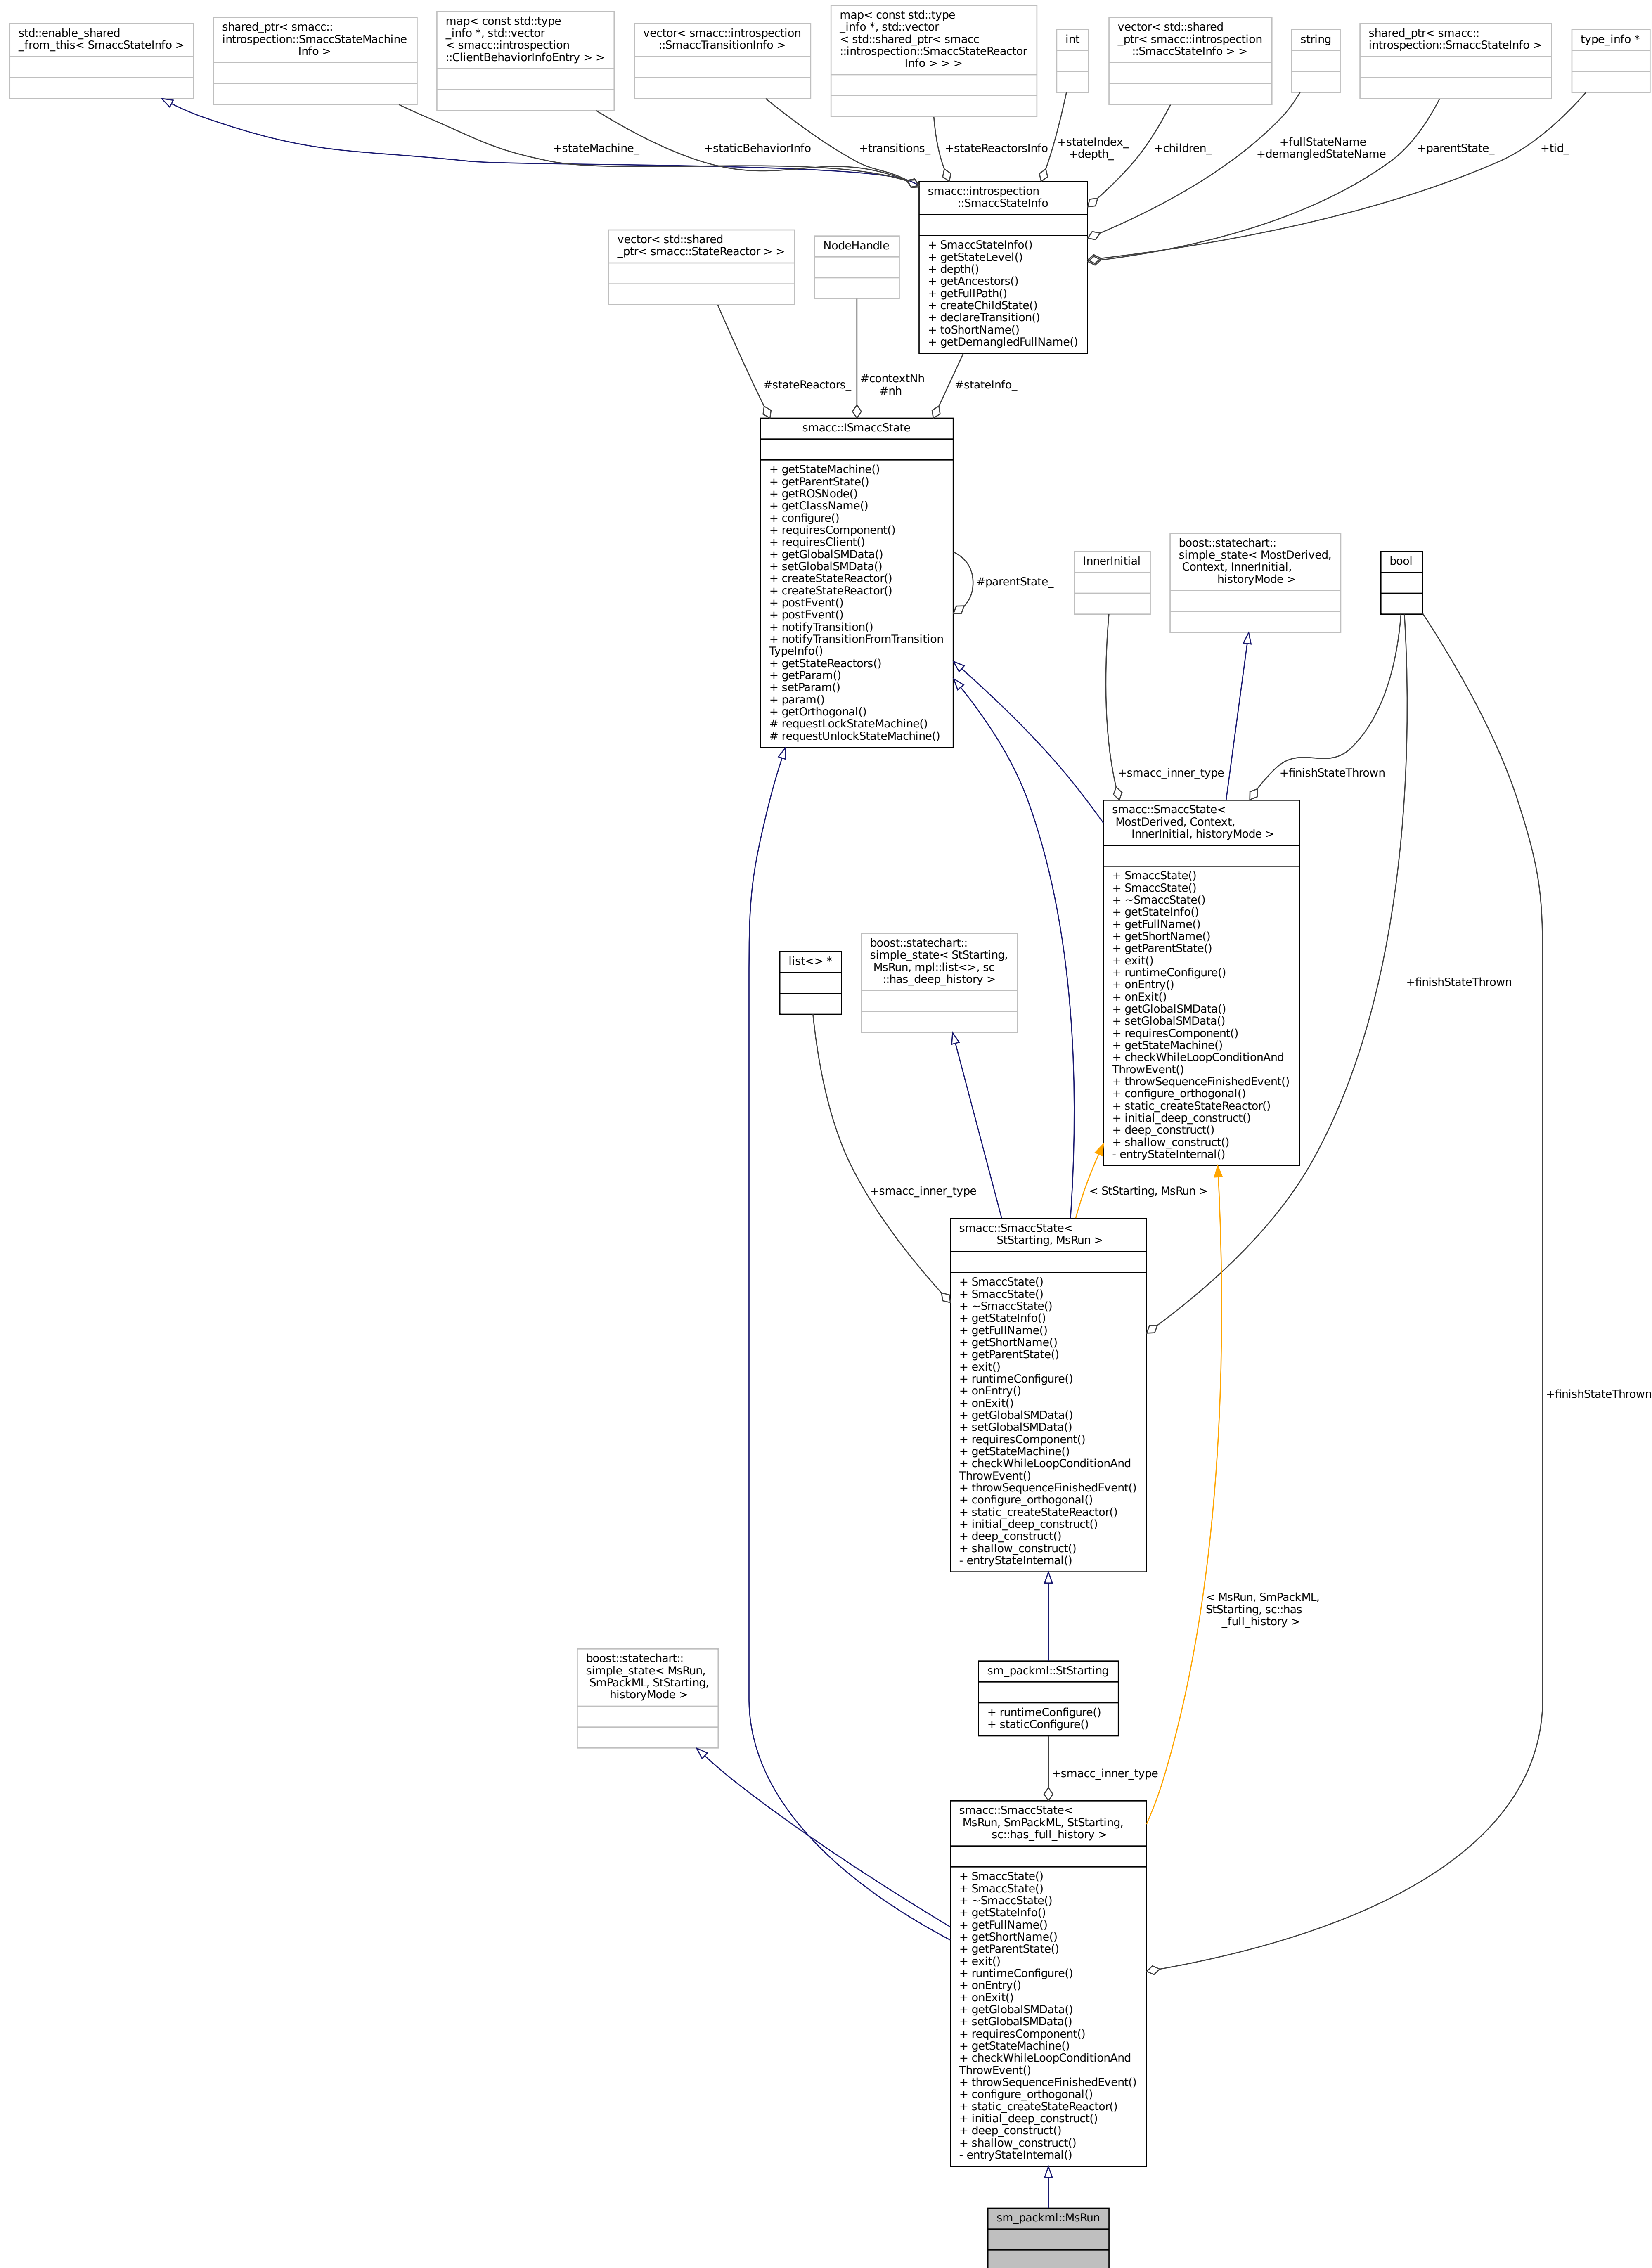 std::enable_shared
_from_this< SmaccStateInfo >
shared_ptr< smacc::
introspection::SmaccStateMachine
Info >
map< const std::type
_info *, std::vector
< smacc::introspection
::ClientBehaviorInfoEntry > >
vector< smacc::introspection
::SmaccTransitionInfo >
map< const std::type
_info *, std::vector
< std::shared_ptr< smacc
::introspection::SmaccStateReactor
Info > > >
int
vector< std::shared
_ptr< smacc::introspection
::SmaccStateInfo > >
string
shared_ptr< smacc::
introspection::SmaccStateInfo >
type_info *
+stateMachine_
+staticBehaviorInfo
+transitions_
+stateReactorsInfo
+stateIndex_
+depth_
+children_
+fullStateName
+demangledStateName
+parentState_
+tid_
smacc::introspection
::SmaccStateInfo
+ SmaccStateInfo()
+ getStateLevel()
+ depth()
+ getAncestors()
+ getFullPath()
+ createChildState()
+ declareTransition()
+ toShortName()
+ getDemangledFullName()
vector< std::shared
_ptr< smacc::StateReactor > >
NodeHandle
#stateReactors_
#contextNh
#nh
#stateInfo_
smacc::ISmaccState
+ getStateMachine()
+ getParentState()
+ getROSNode()
+ getClassName()
+ configure()
+ requiresComponent()
+ requiresClient()
+ getGlobalSMData()
+ setGlobalSMData()
+ createStateReactor()
+ createStateReactor()
+ postEvent()
+ postEvent()
+ notifyTransition()
+ notifyTransitionFromTransition
TypeInfo()
+ getStateReactors()
+ getParam()
+ setParam()
+ param()
+ getOrthogonal()
# requestLockStateMachine()
# requestUnlockStateMachine()
#parentState_
InnerInitial
boost::statechart::
simple_state< MostDerived,
Context, InnerInitial,
historyMode >
bool
+smacc_inner_type
+finishStateThrown
smacc::SmaccState<
MostDerived, Context,
InnerInitial, historyMode >
+ SmaccState()
+ SmaccState()
+ ~SmaccState()
+ getStateInfo()
+ getFullName()
+ getShortName()
+ getParentState()
+ exit()
+ runtimeConfigure()
+ onEntry()
+ onExit()
+ getGlobalSMData()
+ setGlobalSMData()
+ requiresComponent()
+ getStateMachine()
+ checkWhileLoopConditionAnd
ThrowEvent()
+ throwSequenceFinishedEvent()
+ configure_orthogonal()
+ static_createStateReactor()
+ initial_deep_construct()
+ deep_construct()
+ shallow_construct()
- entryStateInternal()
list<> *
boost::statechart::
simple_state< StStarting,
MsRun, mpl::list<>, sc
::has_deep_history >
+finishStateThrown
+smacc_inner_type
< StStarting, MsRun >
smacc::SmaccState<
StStarting, MsRun >
+ SmaccState()
+ SmaccState()
+ ~SmaccState()
+ getStateInfo()
+ getFullName()
+ getShortName()
+ getParentState()
+ exit()
+ runtimeConfigure()
+ onEntry()
+ onExit()
+ getGlobalSMData()
+ setGlobalSMData()
+ requiresComponent()
+ getStateMachine()
+ checkWhileLoopConditionAnd
ThrowEvent()
+ throwSequenceFinishedEvent()
+ configure_orthogonal()
+ static_createStateReactor()
+ initial_deep_construct()
+ deep_construct()
+ shallow_construct()
- entryStateInternal()
+finishStateThrown
< MsRun, SmPackML,
StStarting, sc::has
_full_history >
boost::statechart::
simple_state< MsRun,
SmPackML, StStarting,
historyMode >
sm_packml::StStarting
+ runtimeConfigure()
+ staticConfigure()
+smacc_inner_type
smacc::SmaccState<
MsRun, SmPackML, StStarting,
sc::has_full_history >
+ SmaccState()
+ SmaccState()
+ ~SmaccState()
+ getStateInfo()
+ getFullName()
+ getShortName()
+ getParentState()
+ exit()
+ runtimeConfigure()
+ onEntry()
+ onExit()
+ getGlobalSMData()
+ setGlobalSMData()
+ requiresComponent()
+ getStateMachine()
+ checkWhileLoopConditionAnd
ThrowEvent()
+ throwSequenceFinishedEvent()
+ configure_orthogonal()
+ static_createStateReactor()
+ initial_deep_construct()
+ deep_construct()
+ shallow_construct()
- entryStateInternal()
sm_packml::MsRun